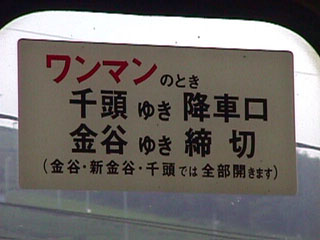 ワンマンのとき
千頭 ゆき 降車口
金谷 ゆき 締切
(金谷・新金谷・千頭では全部開きます)